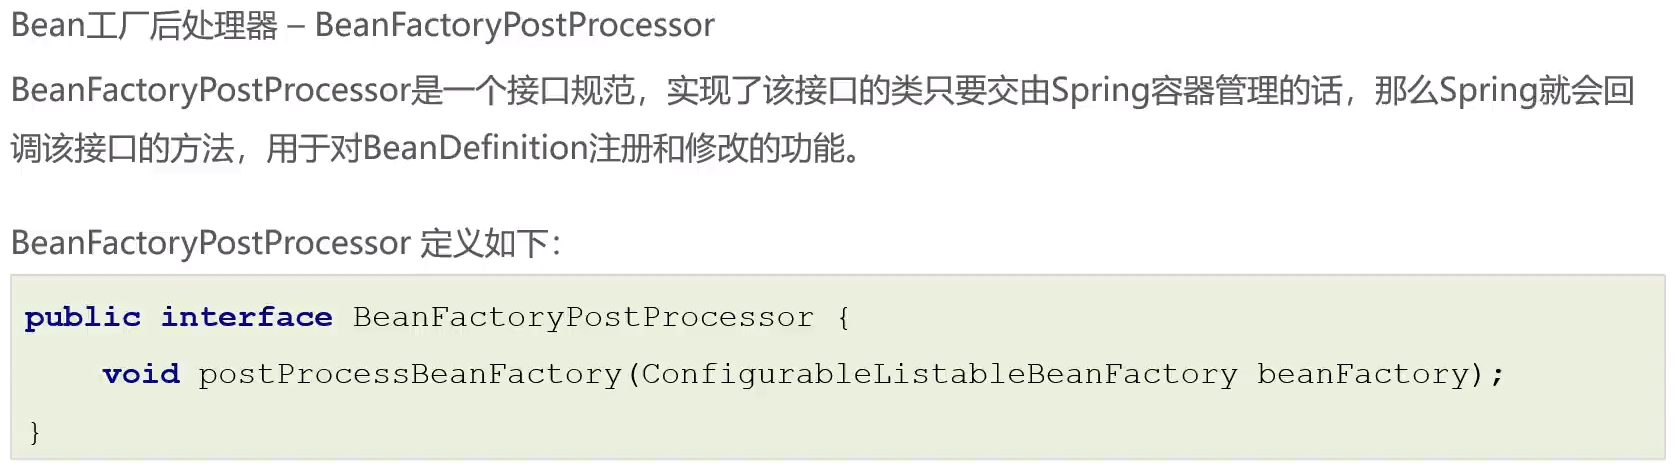 Bean工厂后处理器 – BeanFactoryPostProcessor
BeanFactoryPostProcessor是一个接口规范，实现了该接口的类只要交由Spring容器管理的话，那么Spring就会回
调该接口的方法，用于对BeanDefinition注册和修改的功能。
BeanFactoryPostProcessor 定义如下：
public interface BeanFactoryPostProcessor {
    void postProcessBeanFactory(ConfigurableListableBeanFactory beanFactory);
}